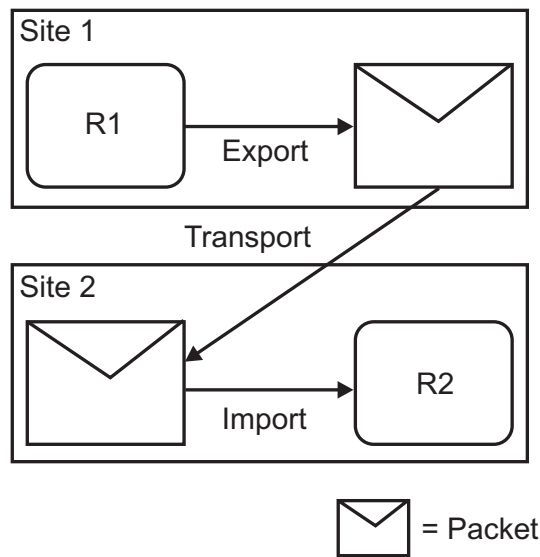 Site 1
R1
Export
Transport
Site 2
Import
R2
= Packet